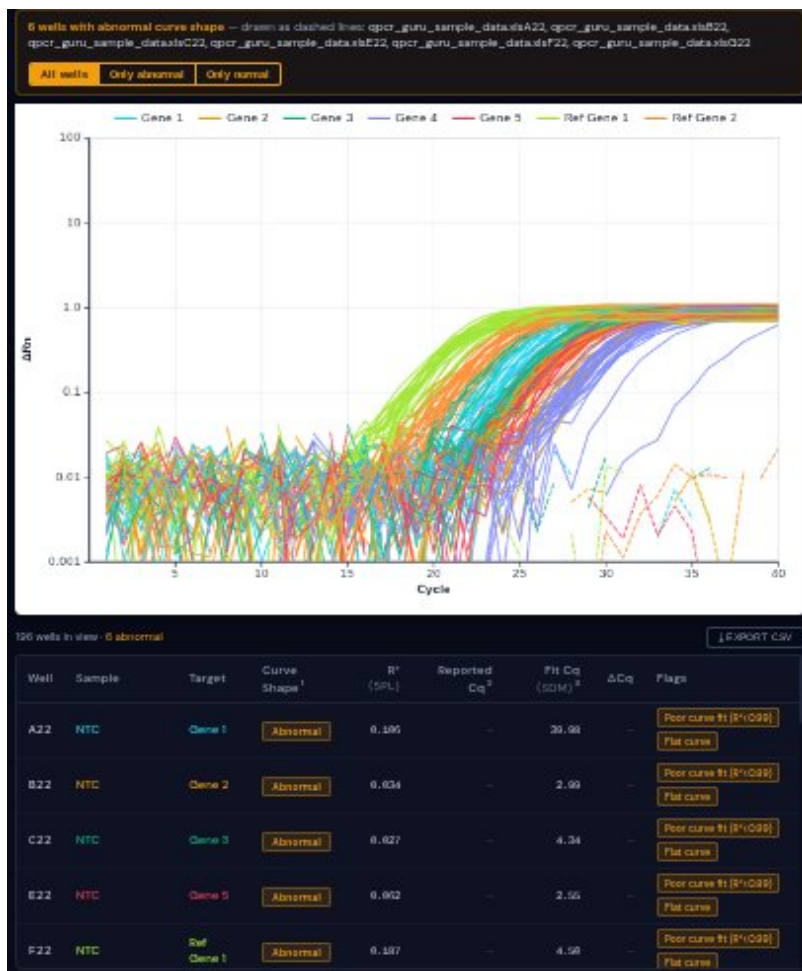 6 wells with abnormal curve shape — drawn as dashed lines: qpcr_guru_sample_data.xlsA22, qpcr_guru_sample_data.xlsB22,
qpcr_guru_sample_data.xlsC22, qpcr_guru_sample_data.xlsE22, qpcr_guru_sample_data.xlsF22, qpcr_guru_sample_data.xlsG22
All wells Only abnormal Only normal
Gene 1 Gene 2 Gene 3 Gene 4 Gene 5 Ref Gene 1 Ref Gene 2
100
10
1.0
0.1
0.01
0.001
ΔRn
5 10 15 20 25 30 35 40
Cycle
196 wells in view · 6 abnormal
↓ EXPORT CSV
Well Sample Target Curve Shape¹ R² (5PL) Reported Cq² Fit Cq (SDM)³ ΔCq Flags
A22 NTC Gene 1 Abnormal 0.106 — 39.98 — Poor curve fit (R²<0.99)
Flat curve
B22 NTC Gene 2 Abnormal 0.034 — 2.99 — Poor curve fit (R²<0.99)
Flat curve
C22 NTC Gene 3 Abnormal 0.027 — 4.34 — Poor curve fit (R²<0.99)
Flat curve
E22 NTC Gene 5 Abnormal 0.062 — 2.55 — Poor curve fit (R²<0.99)
Flat curve
F22 NTC Ref Gene 1 Abnormal 0.187 — 4.50 — Poor curve fit (R²<0.99)
Flat curve